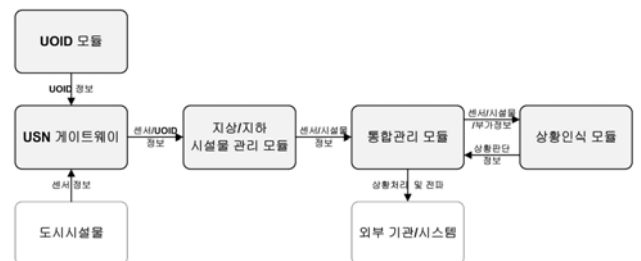 UOID 모듈
UOID 정보
USN 게이트웨이
센서/UOID
정보
지상/지하
시설물 관리 모듈
센서/시설물
정보
통합관리 모듈
센서/시설물
/부가정보
상황판단
정보
상황인식 모듈
센서 정보
상황처리 및 전파
도시시설물
외부 기관/시스템